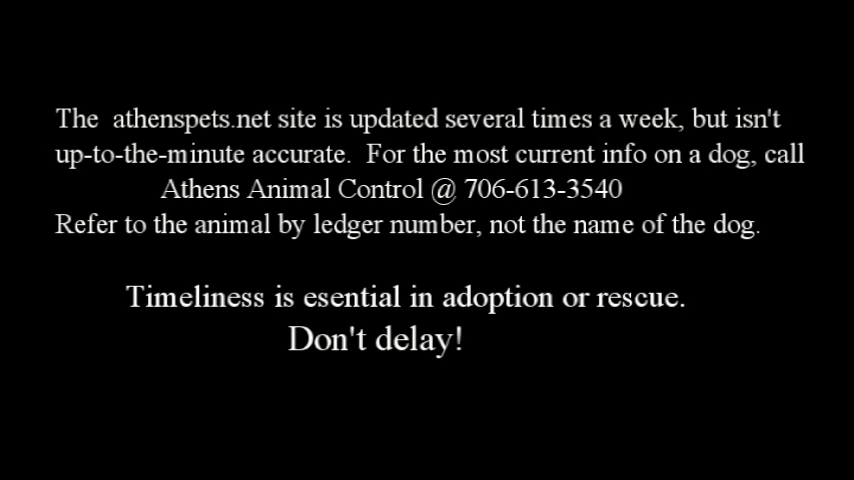 The athenspets.net site is updated several times a week, but isn't
up-to-the-minute accurate. For the most current info on a dog, call
Athens Animal Control @ 706-613-3540
Refer to the animal by ledger number, not the name of the dog.
Timeliness is esential in adoption or rescue.
Don't delay!